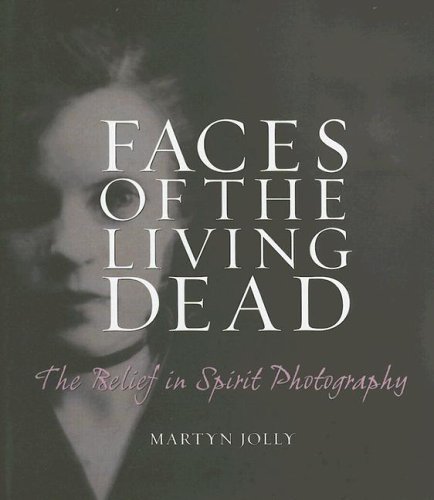 FACES
OF THE
LIVING
DEAD
The Belief in Spirit Photography
MARTYN JOLLY